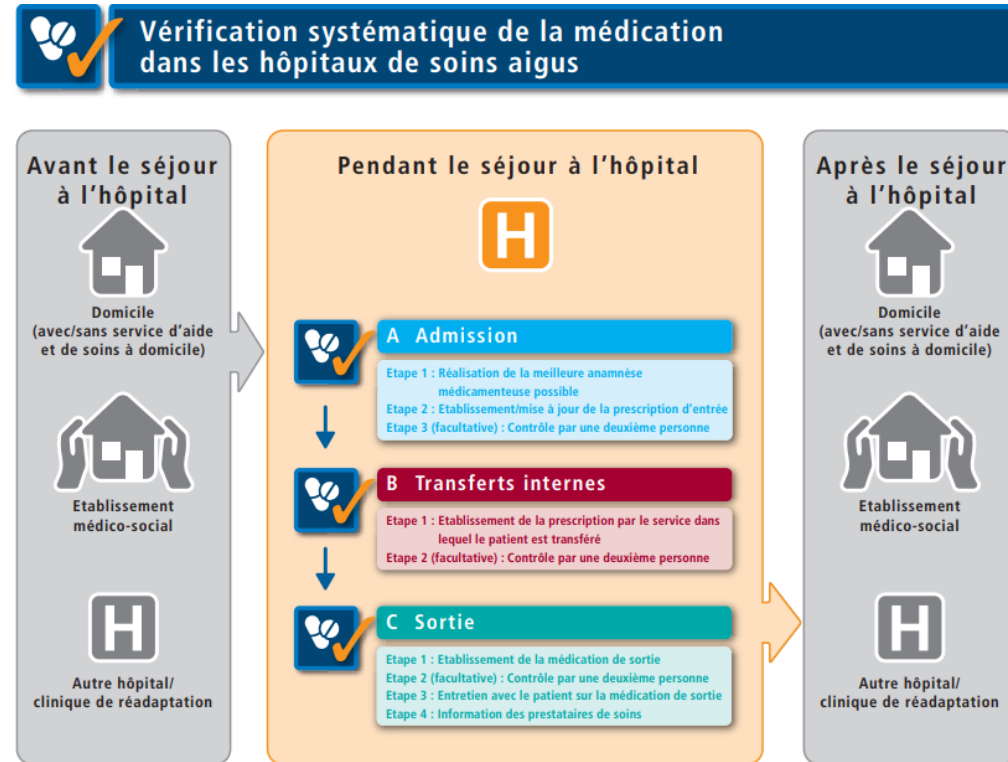 Vérification systématique de la médication
dans les hôpitaux de soins aigus
Avant le séjour
à l'hôpital
Domicile
(avec/sans service d'aide
et de soins à domicile)
Etablissement
médico-social
H
Autre hôpital/
clinique de réadaptation
Pendant le séjour à l'hôpital
H
A Admission
Etape 1 : Réalisation de la meilleure anamnèse
médicamenteuse possible
Etape 2 : Etablissement/mise à jour de la prescription d'entrée
Etape 3 (facultative) : Contrôle par une deuxième personne
B Transferts internes
Etape 1 : Etablissement de la prescription par le service dans
lequel le patient est transféré
Etape 2 (facultative) : Contrôle par une deuxième personne
C Sortie
Etape 1 : Etablissement de la médication de sortie
Etape 2 (facultative) : Contrôle par une deuxième personne
Etape 3 : Entretien avec le patient sur la médication de sortie
Etape 4 : Information des prestataires de soins
Après le séjour
à l'hôpital
Domicile
(avec/sans service d'aide
et de soins à domicile)
Etablissement
médico-social
H
Autre hôpital/
clinique de réadaptation